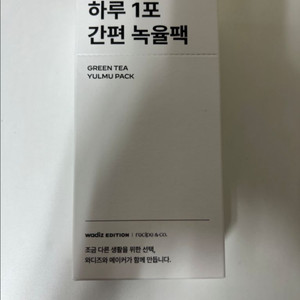 하루 1포
간편 녹율팩
GREEN TEA
YULMU PACK
wadiz EDITION | recipe & co.
조금 다른 생활을 위한 선택,
와디즈와 메이커가 함께 만듭니다.